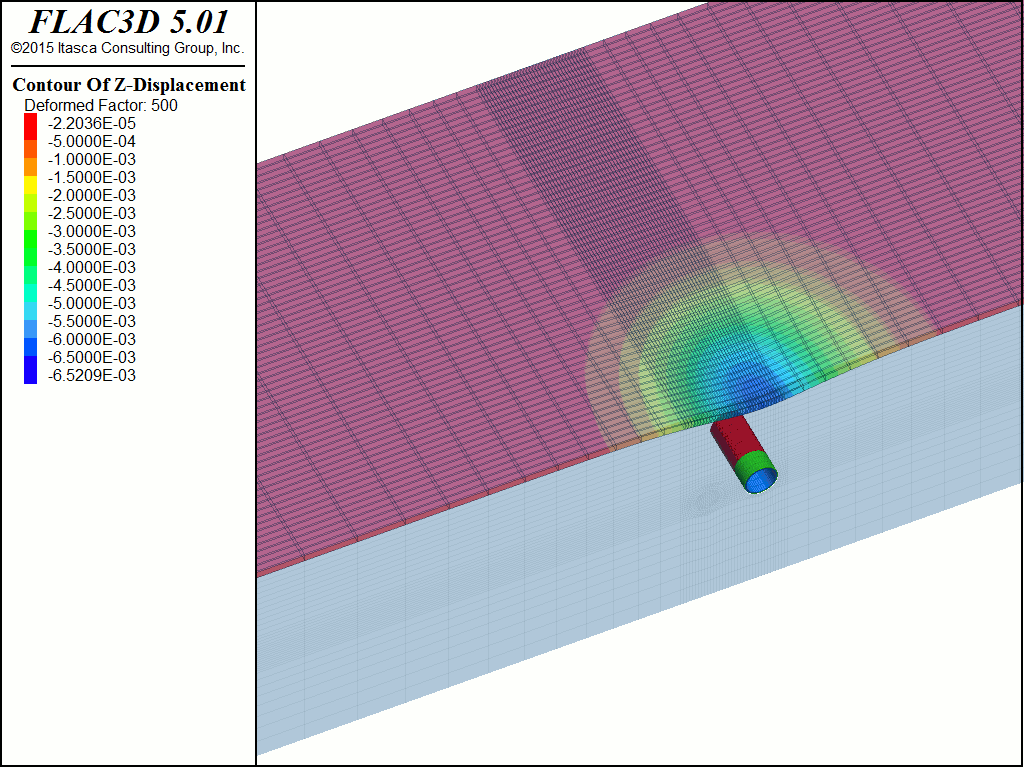 FLAC3D 5.01
©2015 Itasca Consulting Group, Inc.
Contour Of Z-Displacement
Deformed Factor: 500
-2.2036E-05
-5.0000E-04
-1.0000E-03
-1.5000E-03
-2.0000E-03
-2.5000E-03
-3.0000E-03
-3.5000E-03
-4.0000E-03
-4.5000E-03
-5.0000E-03
-5.5000E-03
-6.0000E-03
-6.5000E-03
-6.5209E-03